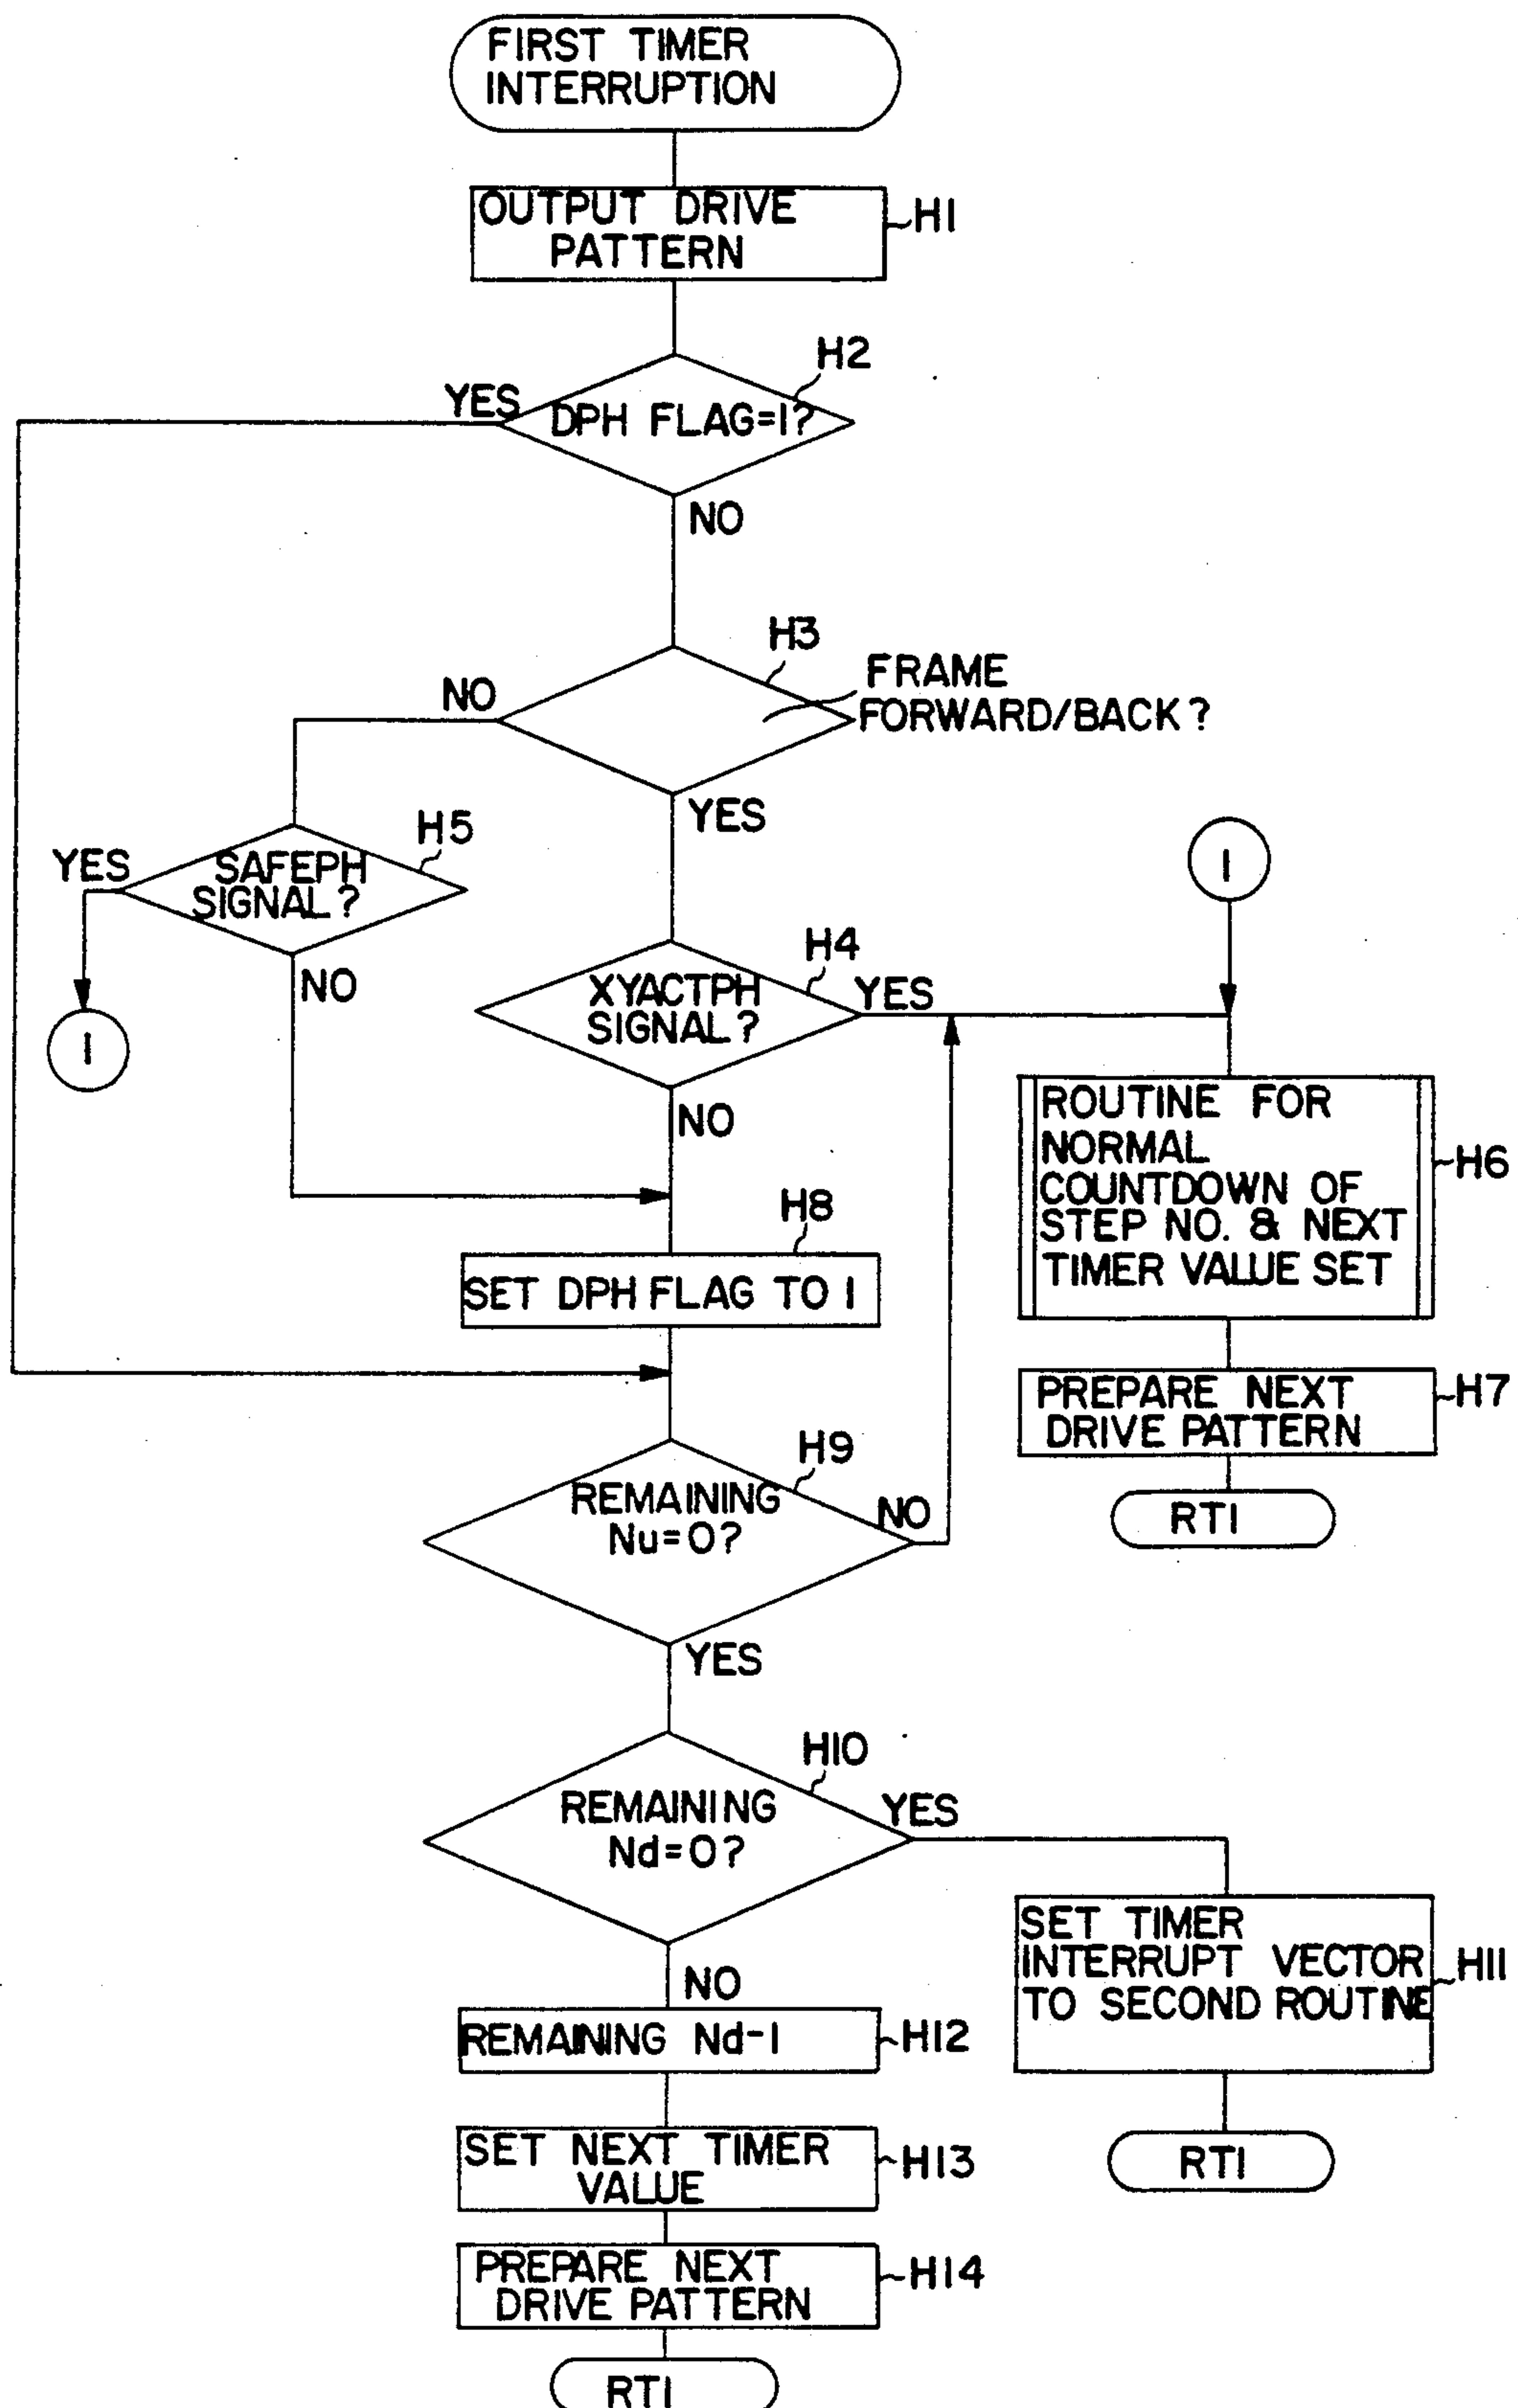 FIRST TIMER
INTERRUPTION
OUTPUT DRIVE
PATTERN
H1
H2
YES
DPH FLAG=1?
NO
H3
NO
FRAME
FORWARD/BACK?
YES
H5
YES
SAFEPH
SIGNAL?
NO
1
H4
XYACTPH
SIGNAL?
YES
NO
1
ROUTINE FOR
NORMAL
COUNTDOWN OF
STEP NO. & NEXT
TIMER VALUE SET
H6
H8
SET DPH FLAG TO 1
PREPARE NEXT
DRIVE PATTERN
H7
RTI
H9
REMAINING
Nu=0?
NO
YES
H10
REMAINING
Nd=0?
YES
NO
SET TIMER
INTERRUPT VECTOR
TO SECOND ROUTINE
H11
RTI
REMAINING Nd-1
H12
SET NEXT TIMER
VALUE
H13
PREPARE NEXT
DRIVE PATTERN
H14
RTI